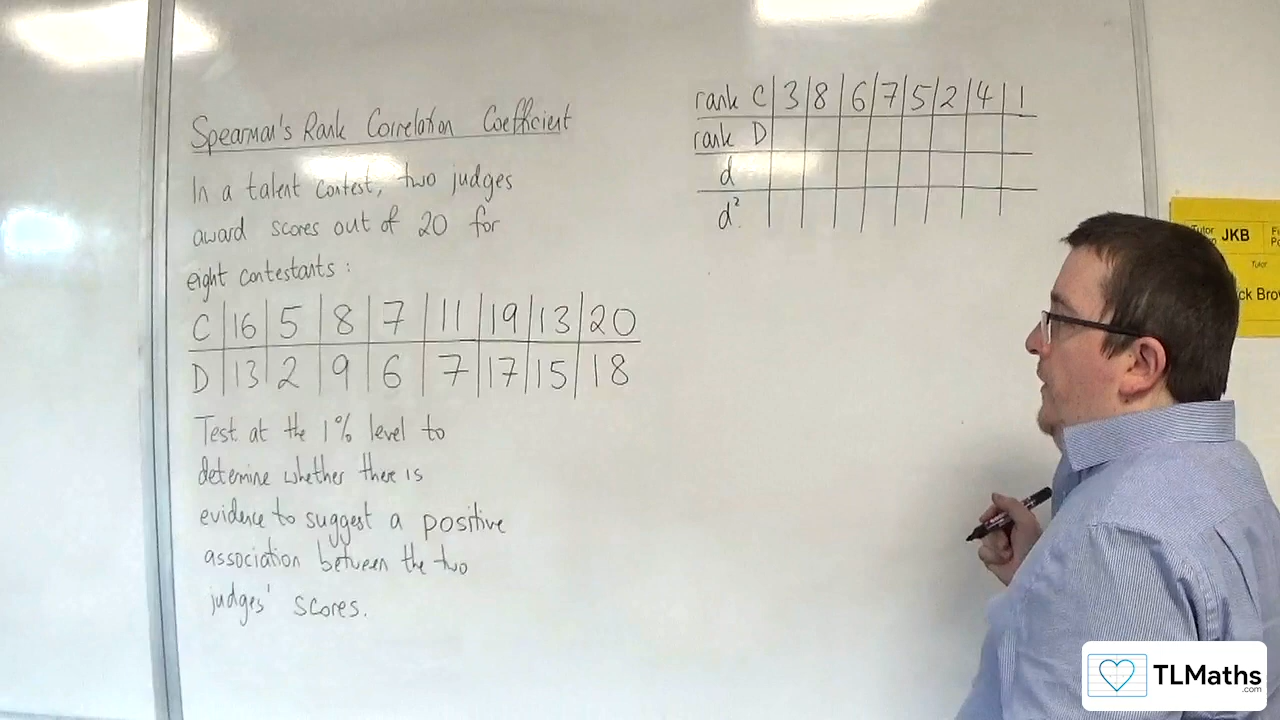 Spearman's Rank Correlation Coefficient
In a talent contest, two judges
award scores out of 20 for
eight contestants:
C 16 5 8 7 11 19 13 20
D 13 2 9 6 7 17 15 18
Test at the 1% level to
determine whether there is
evidence to suggest a positive
association between the two
judges' scores.
rank C 3 8 6 7 5 2 4 1
rank D
d
d²
Tutor
JKB
Tutor
ck Bro
TLMaths
.com